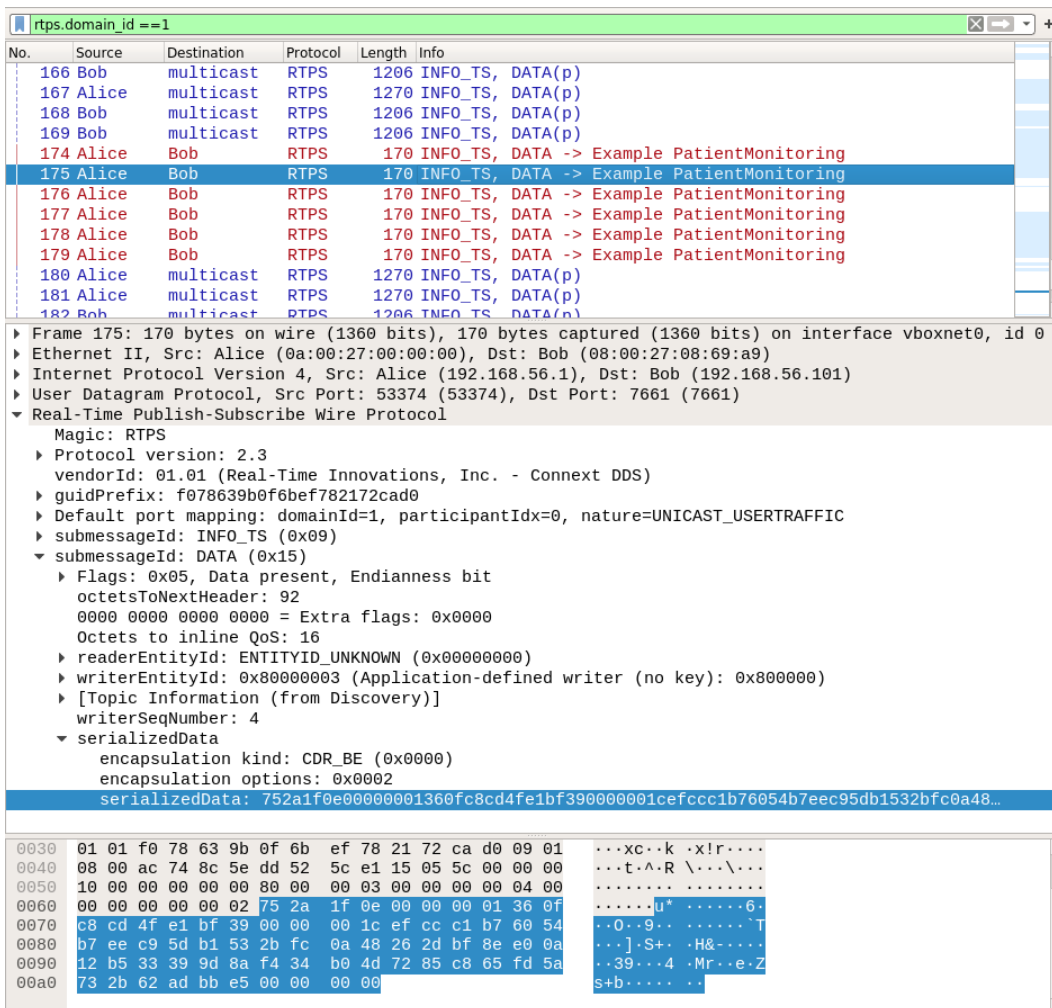 rtps.domain_id ==1
No. Source Destination Protocol Length Info
166 Bob multicast RTPS 1206 INFO_TS, DATA(p)
167 Alice multicast RTPS 1270 INFO_TS, DATA(p)
168 Bob multicast RTPS 1206 INFO_TS, DATA(p)
169 Bob multicast RTPS 1206 INFO_TS, DATA(p)
174 Alice Bob RTPS 170 INFO_TS, DATA -> Example PatientMonitoring
175 Alice Bob RTPS 170 INFO_TS, DATA -> Example PatientMonitoring
176 Alice Bob RTPS 170 INFO_TS, DATA -> Example PatientMonitoring
177 Alice Bob RTPS 170 INFO_TS, DATA -> Example PatientMonitoring
178 Alice Bob RTPS 170 INFO_TS, DATA -> Example PatientMonitoring
179 Alice Bob RTPS 170 INFO_TS, DATA -> Example PatientMonitoring
180 Alice multicast RTPS 1270 INFO_TS, DATA(p)
181 Alice multicast RTPS 1270 INFO_TS, DATA(p)
182 Bob multicast RTPS 1206 INFO_TS, DATA(p)
Frame 175: 170 bytes on wire (1360 bits), 170 bytes captured (1360 bits) on interface vboxnet0, id 0
Ethernet II, Src: Alice (0a:00:27:00:00:00), Dst: Bob (08:00:27:08:69:a9)
Internet Protocol Version 4, Src: Alice (192.168.56.1), Dst: Bob (192.168.56.101)
User Datagram Protocol, Src Port: 53374 (53374), Dst Port: 7661 (7661)
Real-Time Publish-Subscribe Wire Protocol
Magic: RTPS
Protocol version: 2.3
vendorId: 01.01 (Real-Time Innovations, Inc. - Connext DDS)
guidPrefix: f078639b0f6bef782172cad0
Default port mapping: domainId=1, participantIdx=0, nature=UNICAST_USERTRAFFIC
submessageId: INFO_TS (0x09)
submessageId: DATA (0x15)
Flags: 0x05, Data present, Endianness bit
octetsToNextHeader: 92
0000 0000 0000 0000 = Extra flags: 0x0000
Octets to inline QoS: 16
readerEntityId: ENTITYID_UNKNOWN (0x00000000)
writerEntityId: 0x80000003 (Application-defined writer (no key): 0x800000)
[Topic Information (from Discovery)]
writerSeqNumber: 4
serializedData
encapsulation kind: CDR_BE (0x0000)
encapsulation options: 0x0002
serializedData: 752a1f0e00000001360fc8cd4fe1bf390000001cefccc1b76054b7eec95db1532bfc0a48…
0030 01 01 f0 78 63 9b 0f 6b ef 78 21 72 ca d0 09 01 ···xc··k ·x!r····
0040 08 00 ac 74 8c 5e dd 52 5c e1 15 05 5c 00 00 00 ···t·^·R \···\···
0050 10 00 00 00 00 00 80 00 00 03 00 00 00 00 04 00 ········ ········
0060 00 00 00 00 00 02 75 2a 1f 0e 00 00 00 01 36 0f ······u* ······6·
0070 c8 cd 4f e1 bf 39 00 00 00 1c ef cc c1 b7 60 54 ··O··9·· ······`T
0080 b7 ee c9 5d b1 53 2b fc 0a 48 26 2d bf 8e e0 0a ···]·S+· ·H&-····
0090 12 b5 33 39 9d 8a f4 34 b0 4d 72 85 c8 65 fd 5a ··39···4 ·Mr··e·Z
00a0 73 2b 62 ad bb e5 00 00 00 00 s+b····· ··